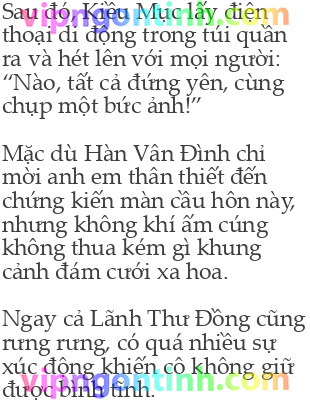 Sau đó, Kiều Mục lấy điện
thoại di động trong túi quần
ra và hét lên với mọi người:
“Nào, tất cả đứng yên, cùng
chụp một bức ảnh!”
Mặc dù Hàn Vân Đình chỉ
mời anh em thân thiết đến
chứng kiến màn cầu hôn này,
nhưng không khí ấm cúng
không thua kém gì khung
cảnh đám cưới xa hoa.
Ngay cả Lãnh Thư Đồng cũng
rưng rưng, có quá nhiều sự
xúc động khiến cô không giữ
được bình tĩnh.
vipngontinh.com
vipngontinh.com